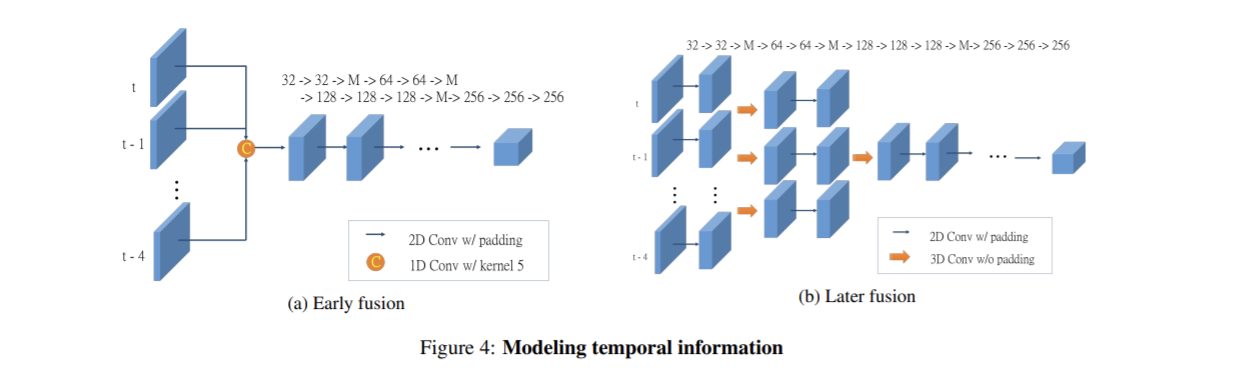 t
t - 1
t - 4
32 -> 32 -> M -> 64 -> 64 -> M
-> 128 -> 128 -> 128 -> M-> 256 -> 256 -> 256
C
2D Conv w/ padding
C
1D Conv w/ kernel 5
(a) Early fusion
32 -> 32 -> M -> 64 -> 64 -> M -> 128 -> 128 -> 128 -> M-> 256 -> 256 -> 256
t
t - 1
t - 4
2D Conv w/ padding
3D Conv w/o padding
(b) Later fusion
Figure 4: Modeling temporal information